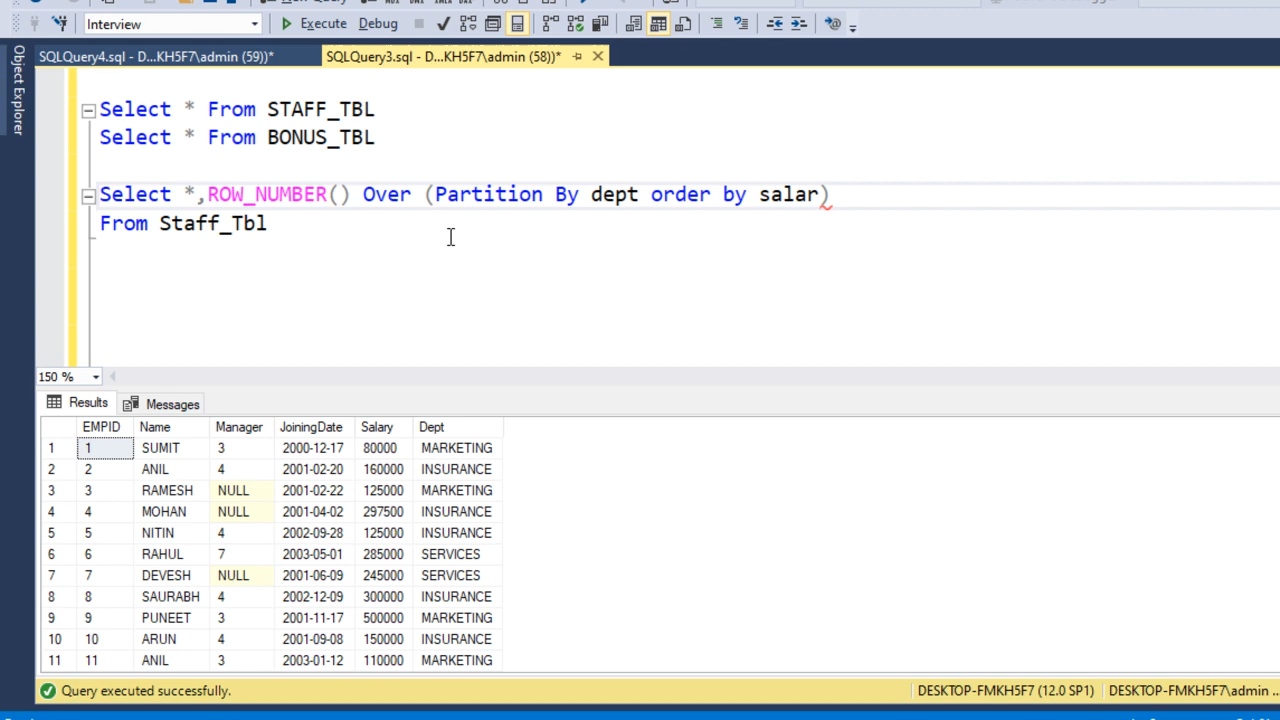 Interview
Execute
Debug
Object Explorer
SQLQuery4.sql - D...KH5F7\admin (59))*
SQLQuery3.sql - D...KH5F7\admin (58))*
Select * From STAFF_TBL
Select * From BONUS_TBL
Select *,ROW_NUMBER() Over (Partition By dept order by salar)
From Staff_Tbl
150 %
Results
Messages
EMPID Name Manager JoiningDate Salary Dept
1 1 SUMIT 3 2000-12-17 80000 MARKETING
2 2 ANIL 4 2001-02-20 160000 INSURANCE
3 3 RAMESH NULL 2001-02-22 125000 MARKETING
4 4 MOHAN NULL 2001-04-02 297500 INSURANCE
5 5 NITIN 4 2002-09-28 125000 INSURANCE
6 6 RAHUL 7 2003-05-01 285000 SERVICES
7 7 DEVESH NULL 2001-06-09 245000 SERVICES
8 8 SAURABH 4 2002-12-09 300000 INSURANCE
9 9 PUNEET 3 2001-11-17 500000 MARKETING
10 10 ARUN 4 2001-09-08 150000 INSURANCE
11 11 ANIL 3 2003-01-12 110000 MARKETING
Query executed successfully.
DESKTOP-FMKH5F7 (12.0 SP1)
DESKTOP-FMKH5F7\admin ...